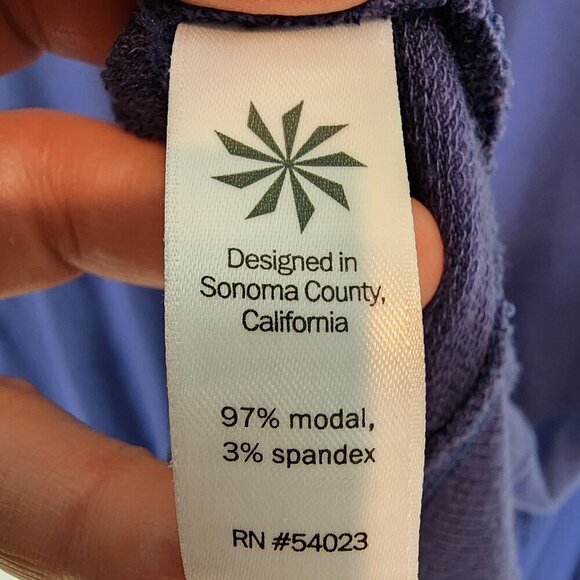 Designed in
Sonoma County,
California
97% modal,
3% spandex
RN #54023